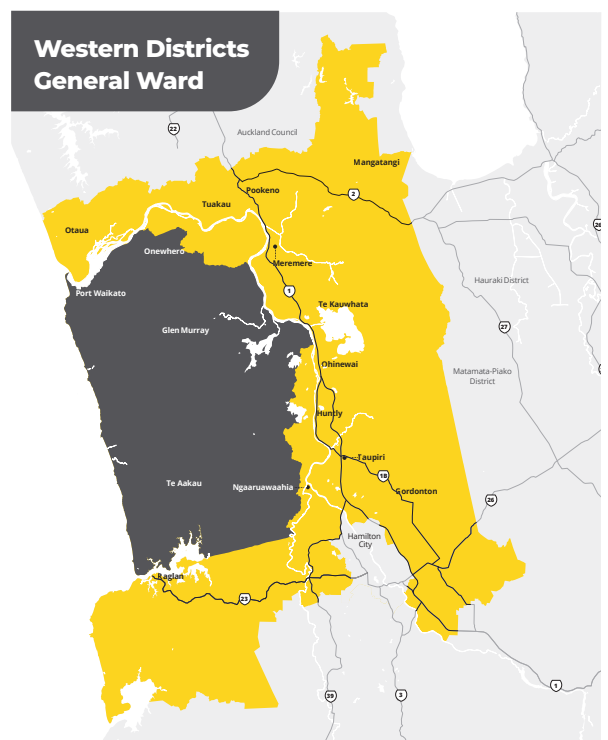 Western Districts
General Ward
22
Auckland Council
Mangatangi
Pookeno
2
Tuakau
Otaua
Onewhero
Meremere
Hauraki District
Port Waikato
1
Te Kauwhata
Glen Murray
27
Ohinewai
Matamata-Piako
District
Huntly
Taupiri
1B
Te Aakau
Ngaaruawaahia
Gordonton
26
Hamilton
City
Raglan
23
1
39
3